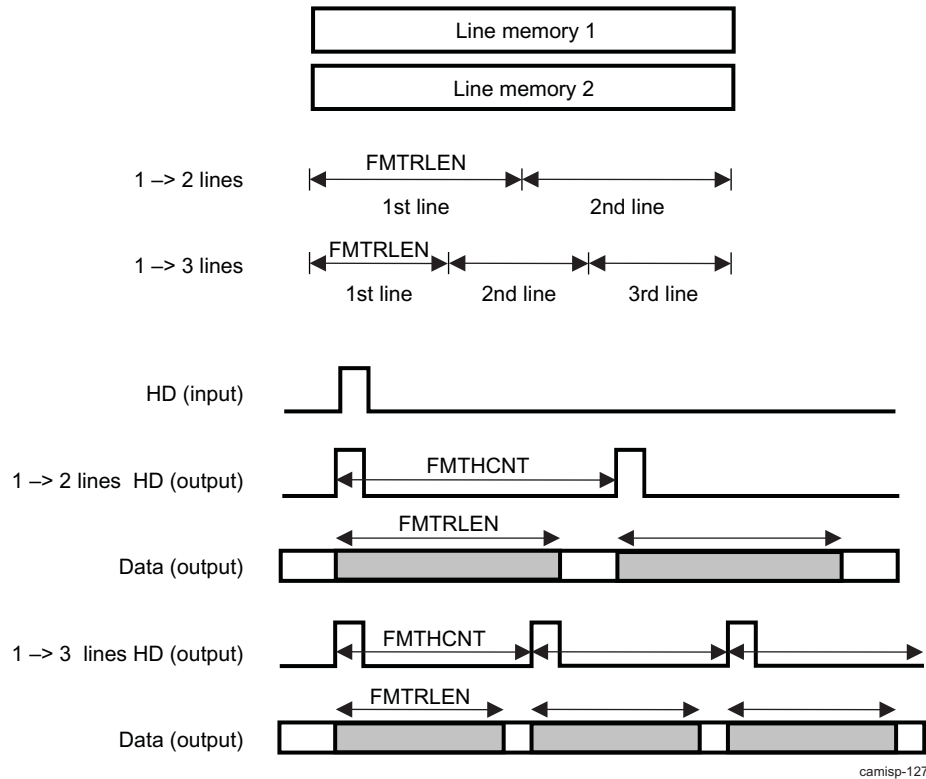 Line memory 1
Line memory 2
1 –> 2 lines
FMTRLEN
1st line
2nd line
1 –> 3 lines
FMTRLEN
1st line
2nd line
3rd line
HD (input)
1 –> 2 lines HD (output)
FMTHCNT
FMTRLEN
Data (output)
1 –> 3 lines HD (output)
FMTHCNT
FMTRLEN
Data (output)
camisp-127